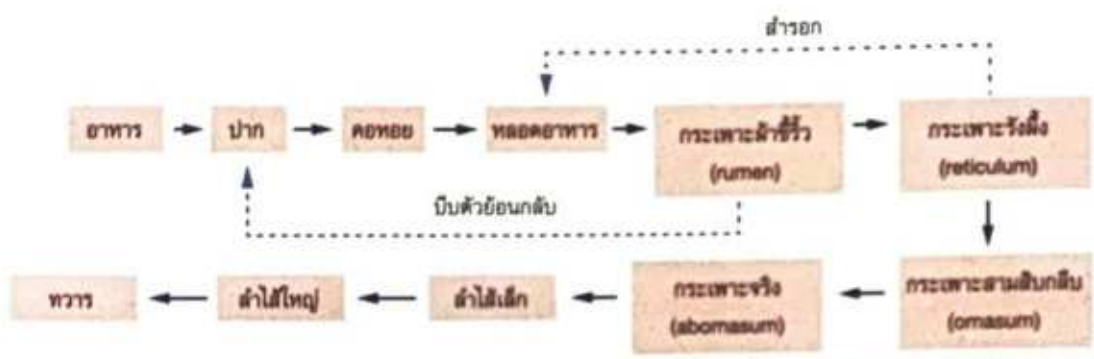 สำรอก
อาหาร
ปาก
คอหอย
หลอดอาหาร
กระเพาะผ้าขี้ริ้ว
(rumen)
กระเพาะรังผึ้ง
(reticulum)
บีบตัวย้อนกลับ
กระเพาะสามสิบกลีบ
(omasum)
กระเพาะจริง
(abomasum)
ลำไส้เล็ก
ลำไส้ใหญ่
ทวาร